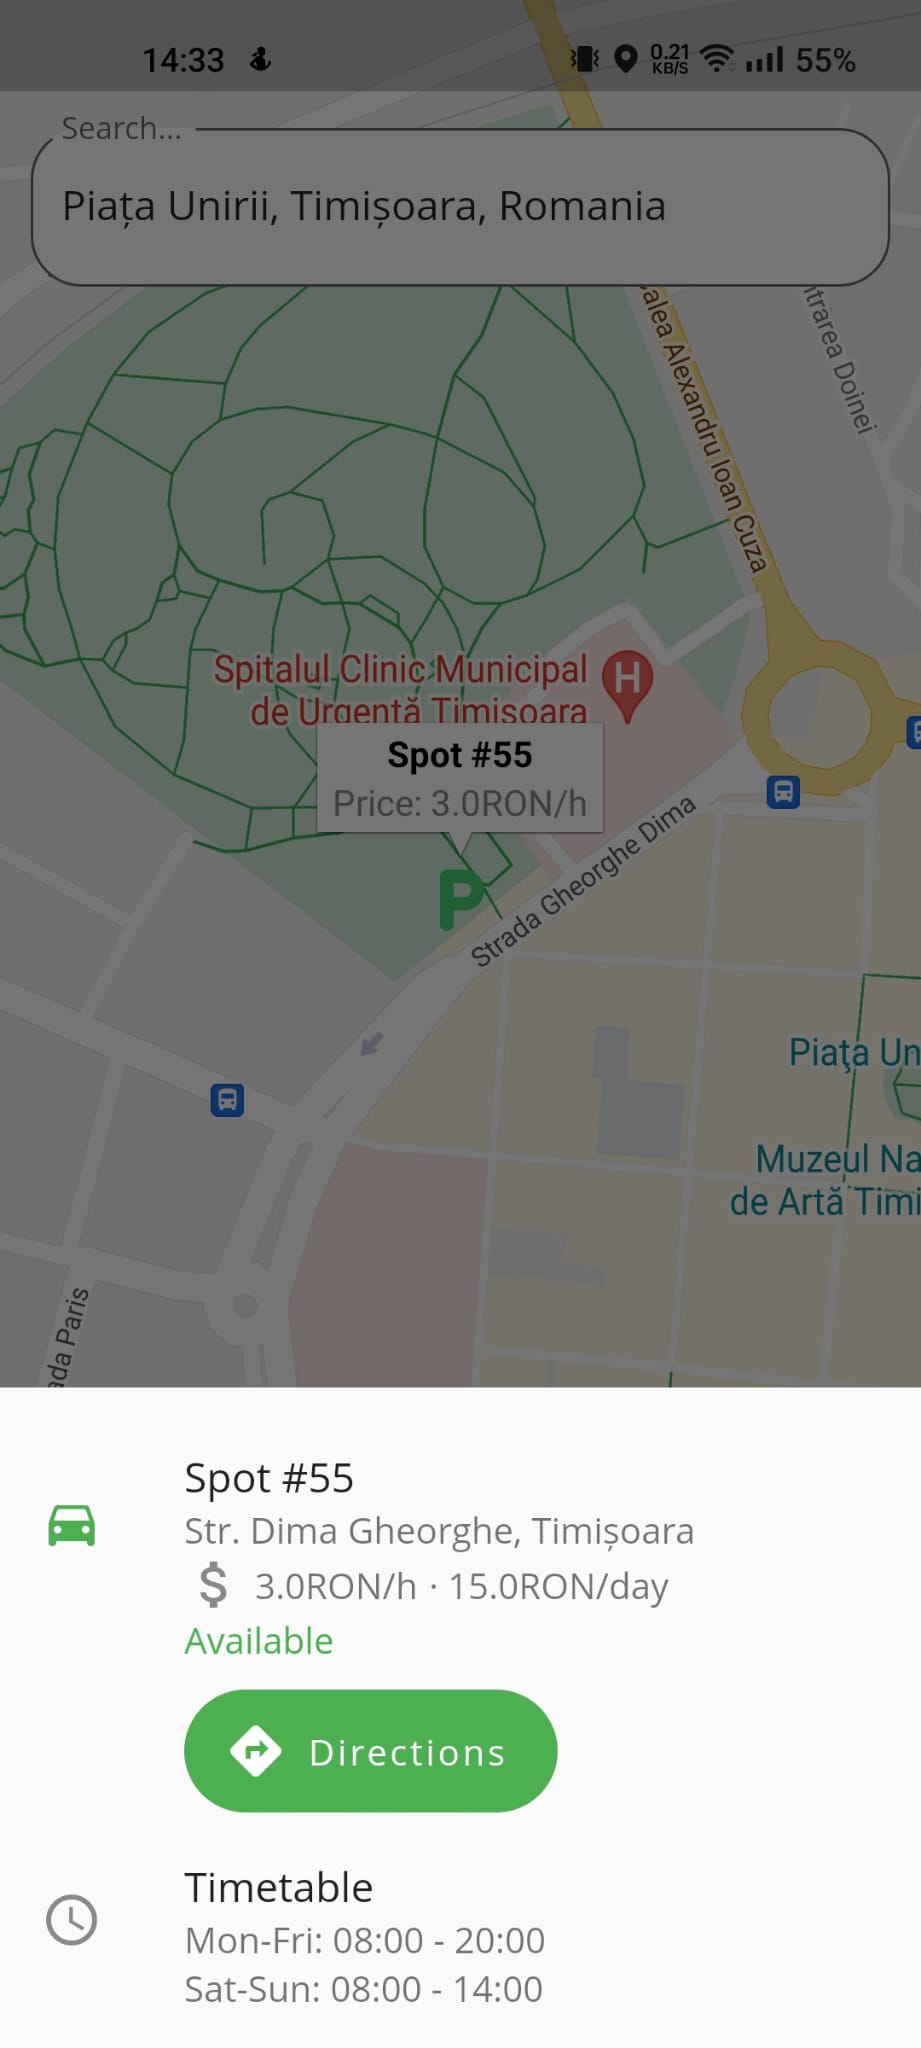 14:33
0.21
KB/S
55%
Search...
Piața Unirii, Timișoara, Romania
Calea Alexandru Ioan Cuza
Intrarea Doinei
Spitalul Clinic Municipal
de Urgență Timișoara
H
Spot #55
Price: 3.0RON/h
P
Strada Gheorghe Dima
Piața Un
Muzeul Na
de Artă Timi
ada Paris
Spot #55
Str. Dima Gheorghe, Timișoara
$ 3.0RON/h · 15.0RON/day
Available
Directions
Timetable
Mon-Fri: 08:00 - 20:00
Sat-Sun: 08:00 - 14:00